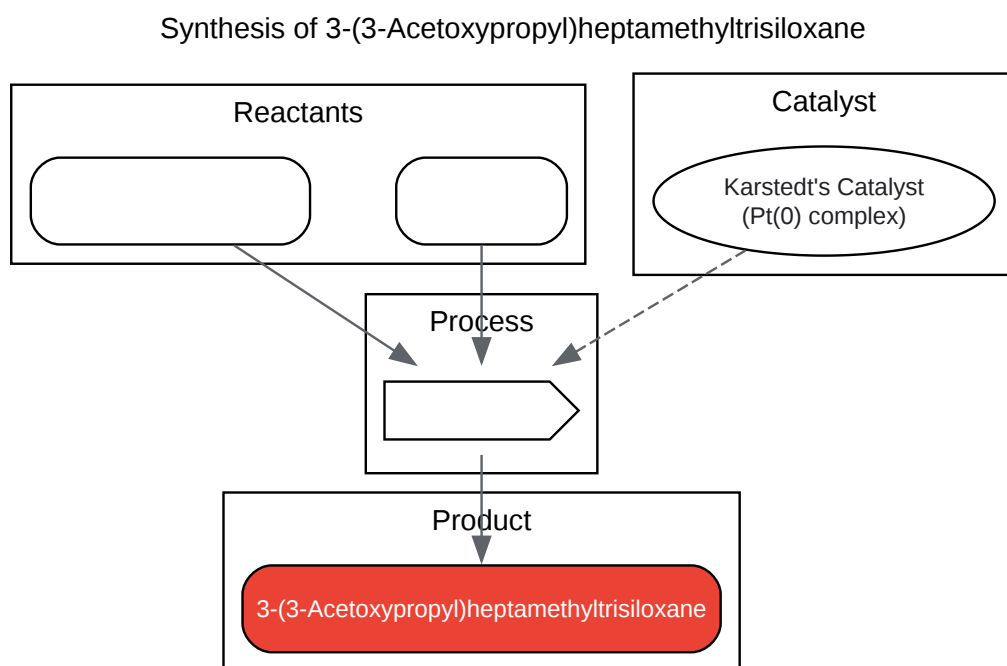 Synthesis of 3-(3-Acetoxypropyl)heptamethyltrisiloxane
Reactants
Catalyst
Karstedt's Catalyst
(Pt(0) complex)
Process
Product
3-(3-Acetoxypropyl)heptamethyltrisiloxane